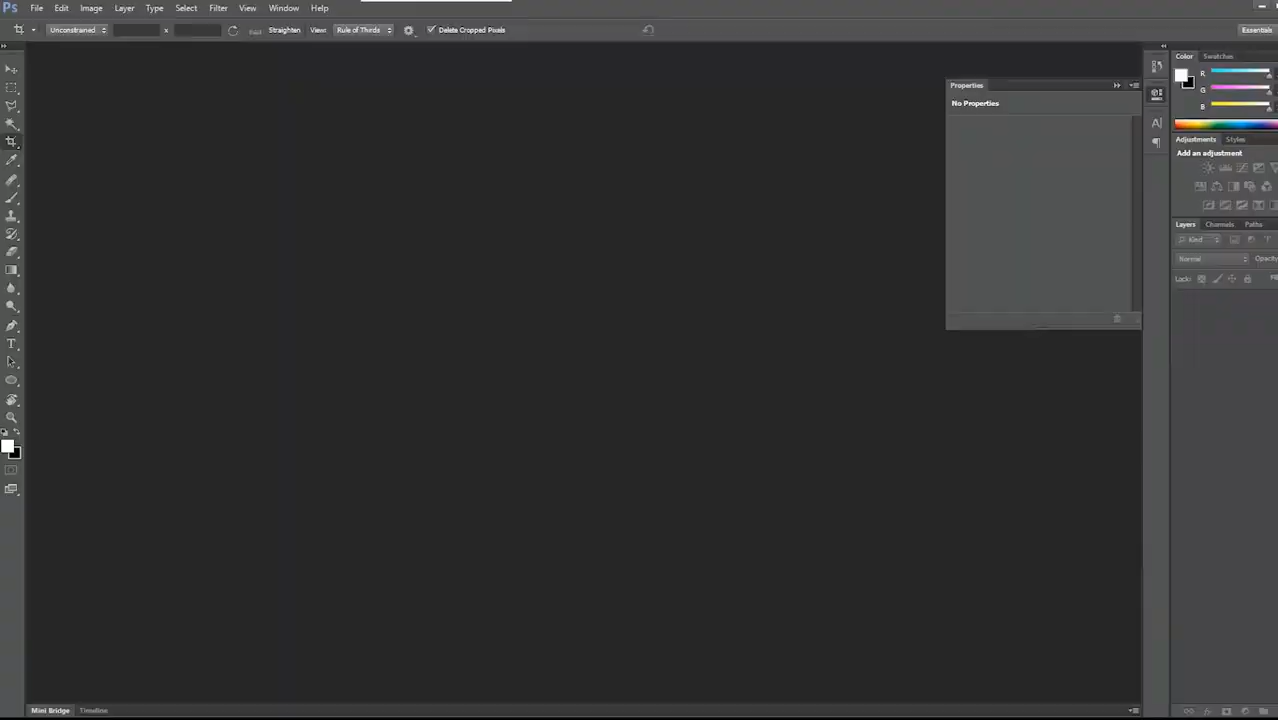 Ps File Edit Image Layer Type Select Filter View Window Help
Unconstrained x Straighten View: Rule of Thirds Delete Cropped Pixels Essentials
Color Swatches
R
G
B
Properties
No Properties
Adjustments Styles
Add an adjustment
Layers Channels Paths
Kind
Normal Opacity
Lock:
Mini Bridge Timeline